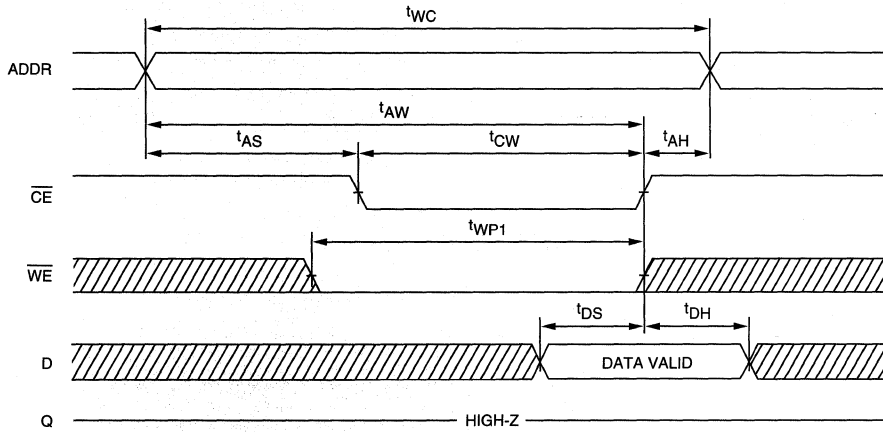 tWC
ADDR
tAW
tAS tCW tAH
CE
tWP1
WE
tDS tDH
D DATA VALID
Q HIGH-Z